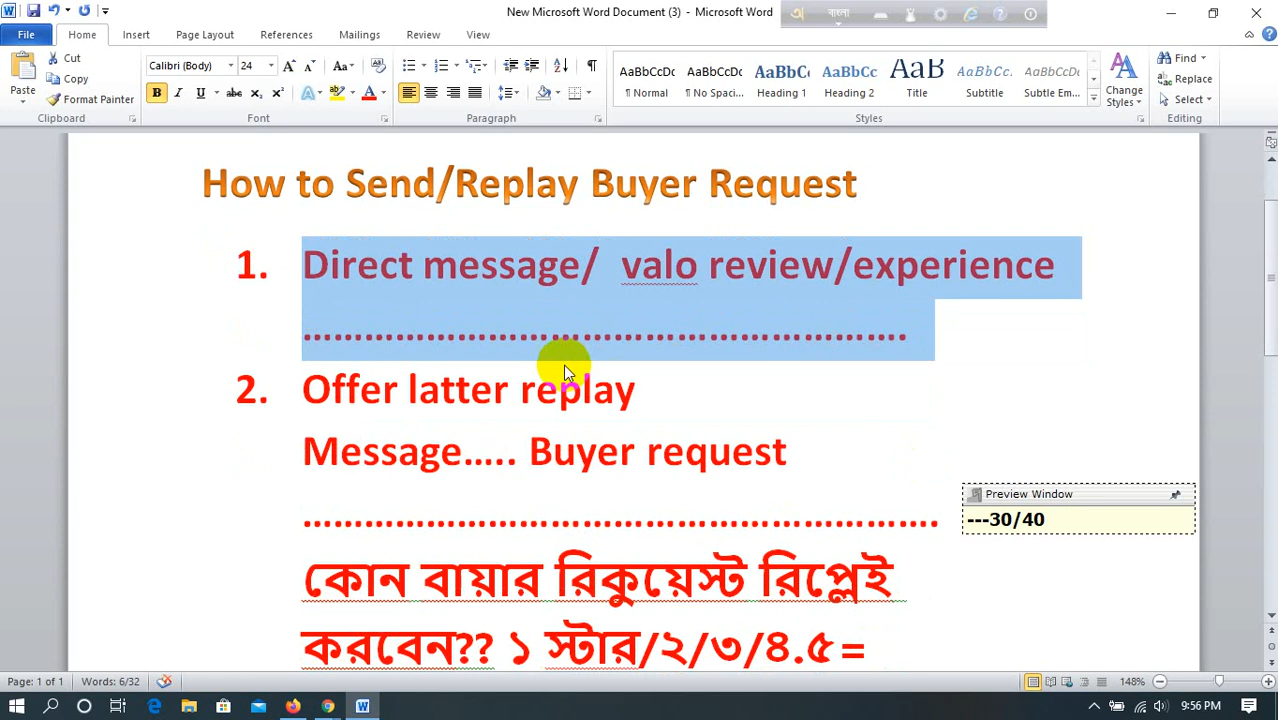 New Microsoft Word Document (3) - Microsoft Word
অ বাংলা
File Home Insert Page Layout References Mailings Review View
Paste
Cut
Copy
Format Painter
Clipboard
Calibri (Body) 24
Font
Paragraph
AaBbCcDc AaBbCcDc AaBbCc AaBbCc AaB AaBbCcD AaBbCcDc
¶ Normal ¶ No Spaci... Heading 1 Heading 2 Title Subtitle Subtle Em...
Change Styles
Styles
Find
Replace
Select
Editing
How to Send/Replay Buyer Request
1. Direct message/ valo review/experience
…………………………………………………….
2. Offer latter replay
Message….. Buyer request
………………………………………………………
কোন বায়ার রিকুয়েস্ট রিপ্লেই
করবেন?? ১ স্টার/২/৩/৪.৫=
Preview Window
---30/40
Page: 1 of 1 Words: 6/32 148%
9:56 PM